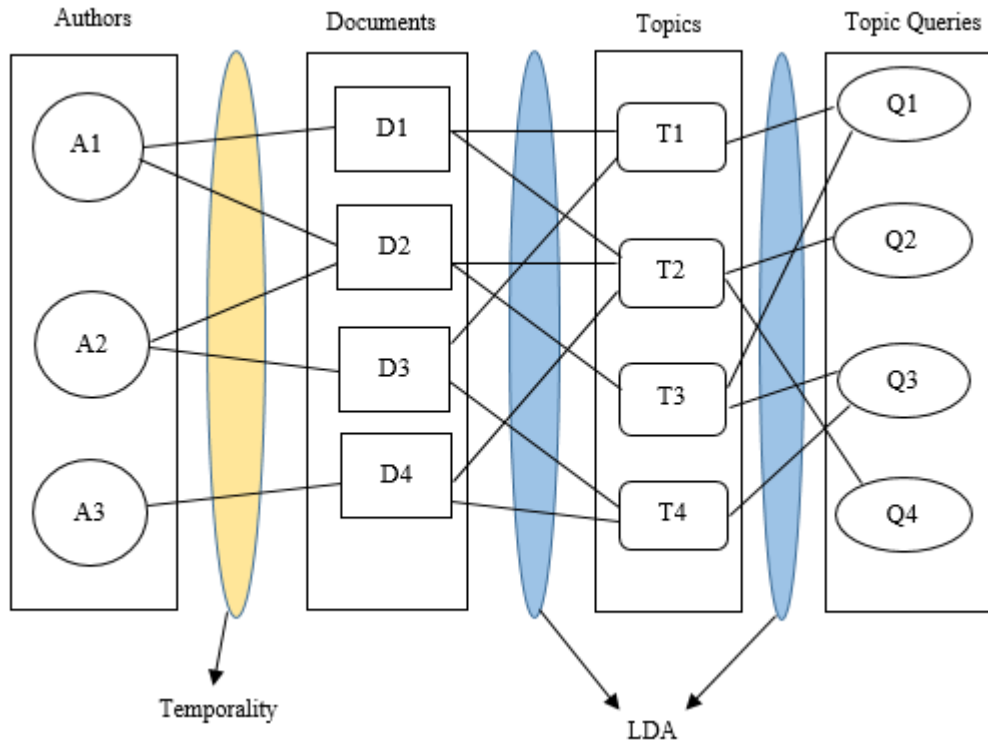 Authors
Documents
Topics
Topic Queries
A1
D1
T1
Q1
D2
T2
Q2
A2
D3
T3
Q3
D4
A3
T4
Q4
Temporality
LDA